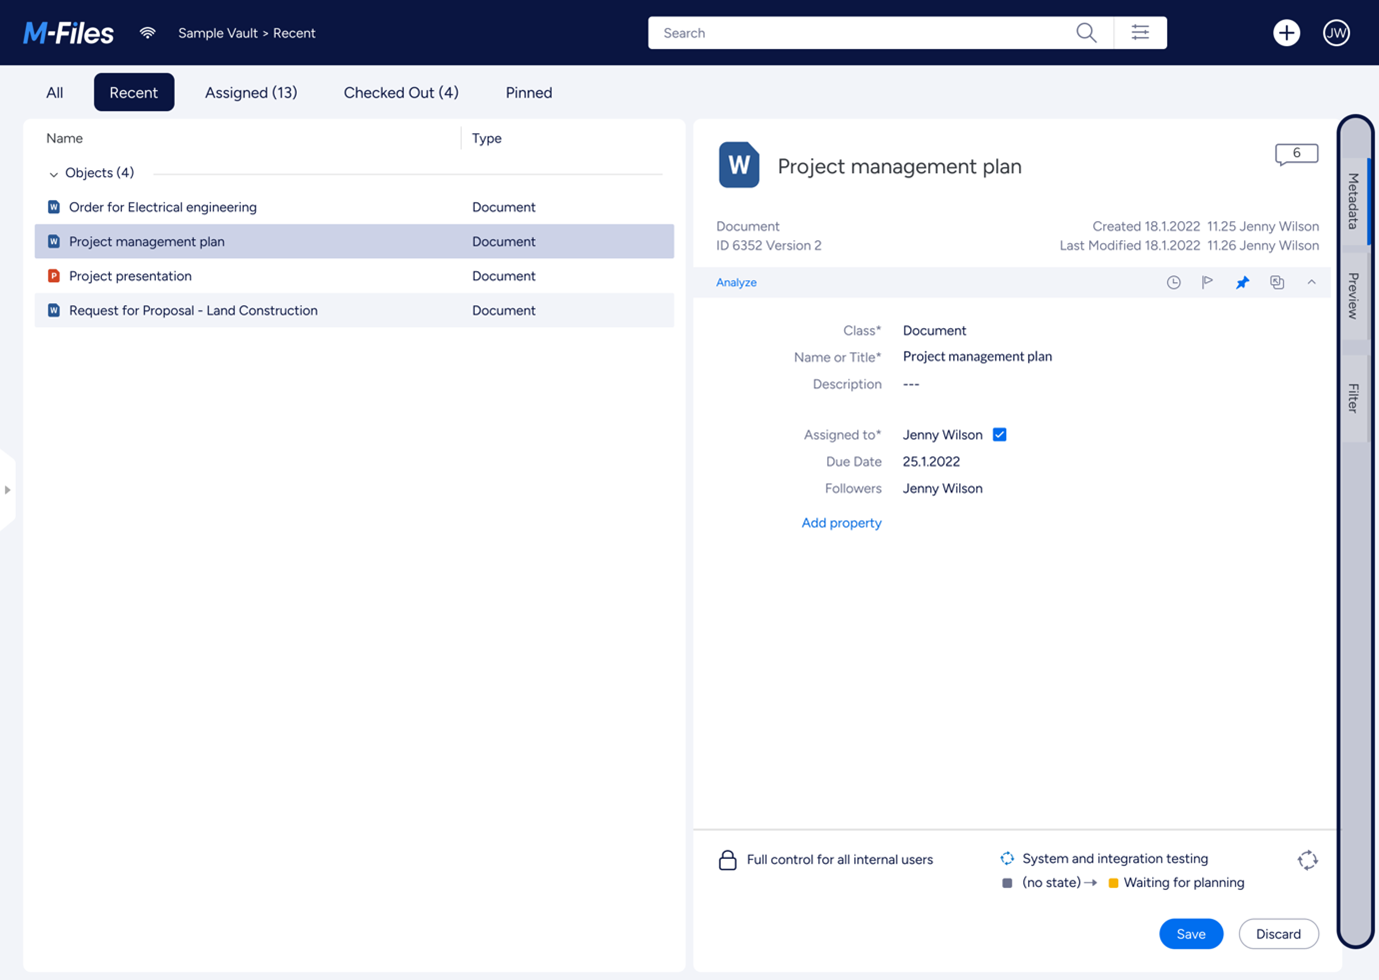 M-Files
Sample Vault > Recent
Search
JW
All
Recent
Assigned (13)
Checked Out (4)
Pinned
Name
Type
Objects (4)
W Order for Electrical engineering Document
W Project management plan Document
P Project presentation Document
W Request for Proposal - Land Construction Document
W
Project management plan
6
Document
ID 6352 Version 2
Created 18.1.2022 11.25 Jenny Wilson
Last Modified 18.1.2022 11.26 Jenny Wilson
Analyze
Class* Document
Name or Title* Project management plan
Description ---
Assigned to* Jenny Wilson
Due Date 25.1.2022
Followers Jenny Wilson
Add property
Full control for all internal users
System and integration testing
(no state) → Waiting for planning
Save
Discard
Metadata
Preview
Filter